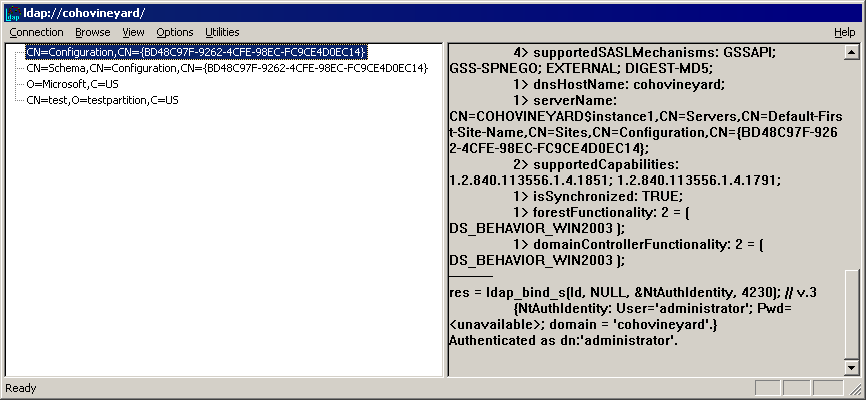 ldap://cohovineyard/
Connection Browse View Options Utilities Help
CN=Configuration,CN={BD48C97F-9262-4CFE-98EC-FC9CE4D0EC14}
CN=Schema,CN=Configuration,CN={BD48C97F-9262-4CFE-98EC-FC9CE4D0EC14}
O=Microsoft,C=US
CN=test,O=testpartition,C=US
4> supportedSASLMechanisms: GSSAPI;
GSS-SPNEGO; EXTERNAL; DIGEST-MD5;
1> dnsHostName: cohovineyard;
1> serverName:
CN=COHOVINEYARD$instance1,CN=Servers,CN=Default-Firs
t-Site-Name,CN=Sites,CN=Configuration,CN={BD48C97F-926
2-4CFE-98EC-FC9CE4D0EC14};
2> supportedCapabilities:
1.2.840.113556.1.4.1851; 1.2.840.113556.1.4.1791;
1> isSynchronized: TRUE;
1> forestFunctionality: 2 = (
DS_BEHAVIOR_WIN2003 );
1> domainControllerFunctionality: 2 = (
DS_BEHAVIOR_WIN2003 );
res = ldap_bind_s(ld, NULL, &NtAuthIdentity, 4230); // v.3
{NtAuthIdentity: User='administrator'; Pwd=
<unavailable>; domain = 'cohovineyard'.}
Authenticated as dn:'administrator'.
Ready